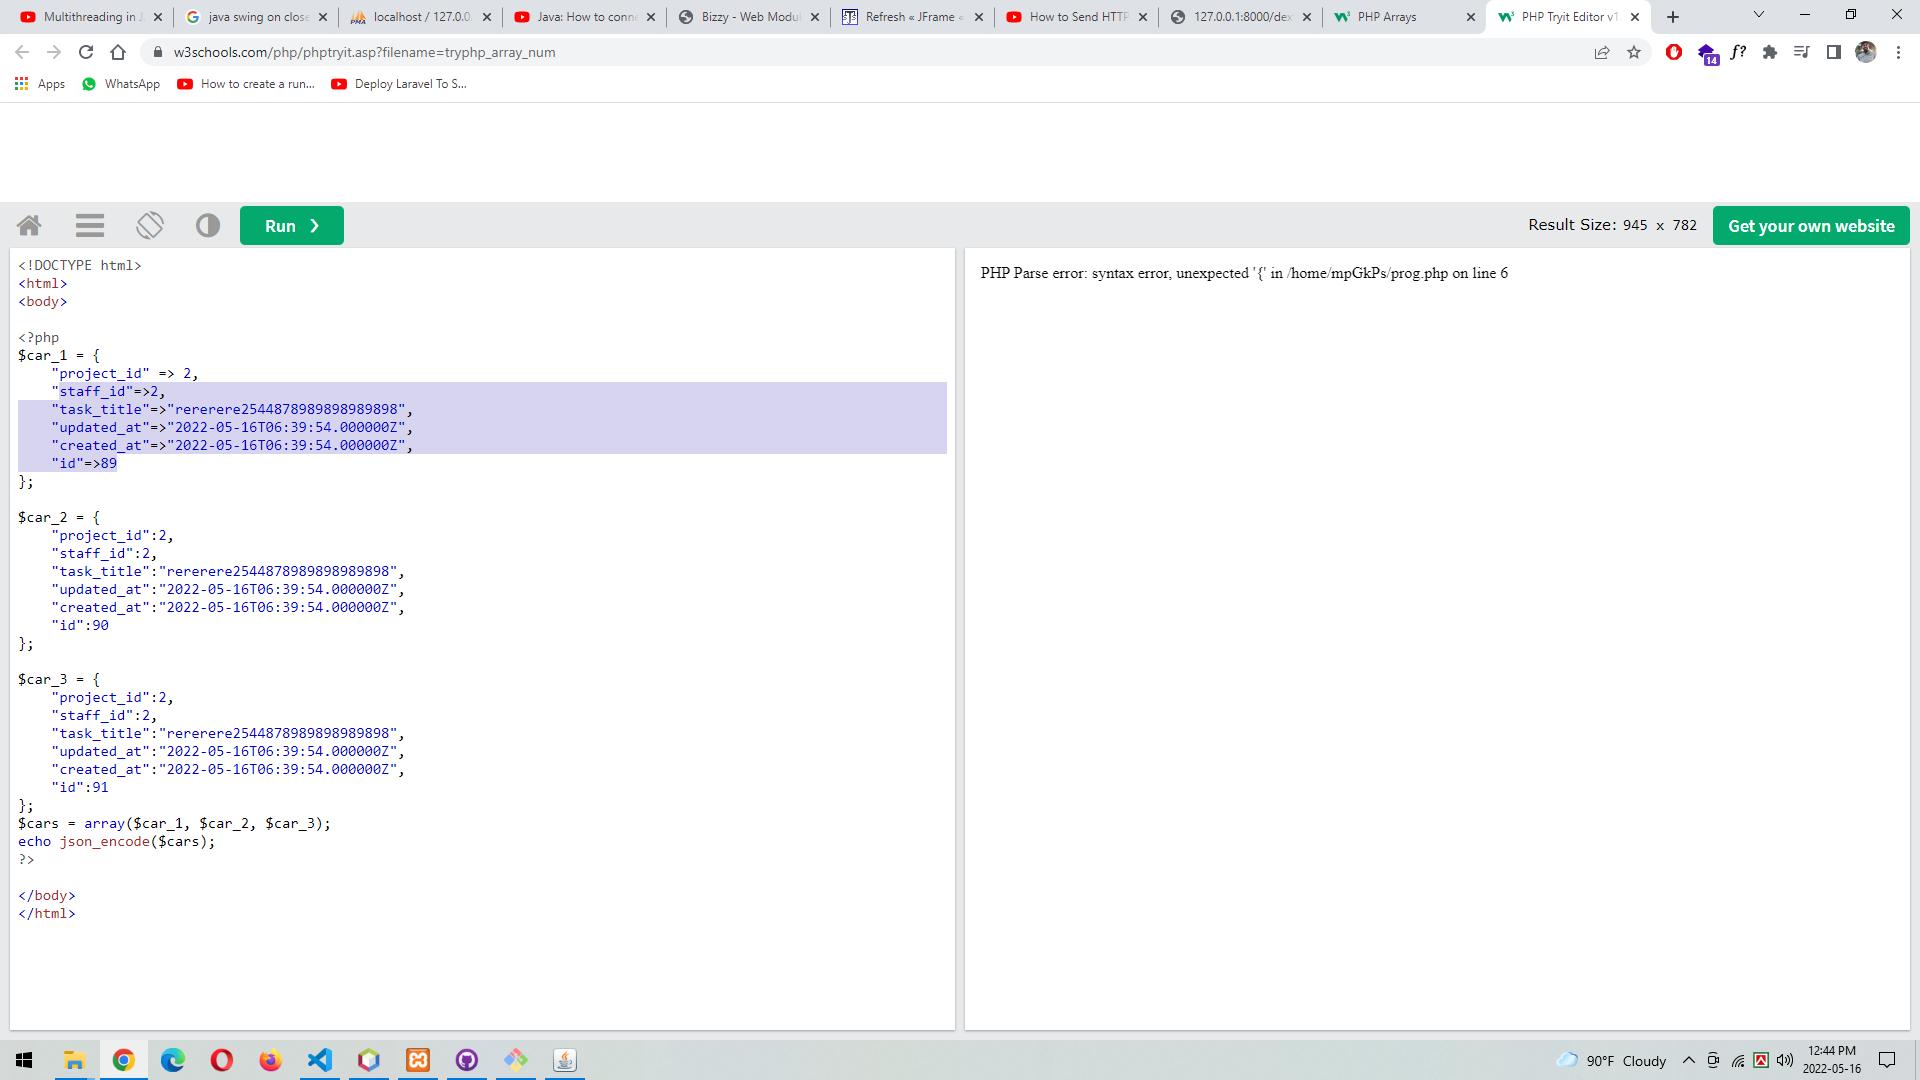 Multithreading in J
java swing on close
localhost / 127.0.0.
Java: How to conne
Bizzy - Web Modul
Refresh « JFrame «
How to Send HTTP
127.0.0.1:8000/dex
PHP Arrays
PHP Tryit Editor v1.
w3schools.com/php/phptryit.asp?filename=tryphp_array_num
14
f?
Apps
WhatsApp
How to create a run...
Deploy Laravel To S...
Run ❯
Result Size: 945 x 782
Get your own website
<!DOCTYPE html>
<html>
<body>
<?php
$car_1 = {
"project_id" => 2,
"staff_id"=>2,
"task_title"=>"rererere2544878989898989898",
"updated_at"=>"2022-05-16T06:39:54.000000Z",
"created_at"=>"2022-05-16T06:39:54.000000Z",
"id"=>89
};
$car_2 = {
"project_id":2,
"staff_id":2,
"task_title":"rererere2544878989898989898",
"updated_at":"2022-05-16T06:39:54.000000Z",
"created_at":"2022-05-16T06:39:54.000000Z",
"id":90
};
$car_3 = {
"project_id":2,
"staff_id":2,
"task_title":"rererere2544878989898989898",
"updated_at":"2022-05-16T06:39:54.000000Z",
"created_at":"2022-05-16T06:39:54.000000Z",
"id":91
};
$cars = array($car_1, $car_2, $car_3);
echo json_encode($cars);
?>
</body>
</html>
PHP Parse error: syntax error, unexpected '{' in /home/mpGkPs/prog.php on line 6
90°F Cloudy
12:44 PM
2022-05-16